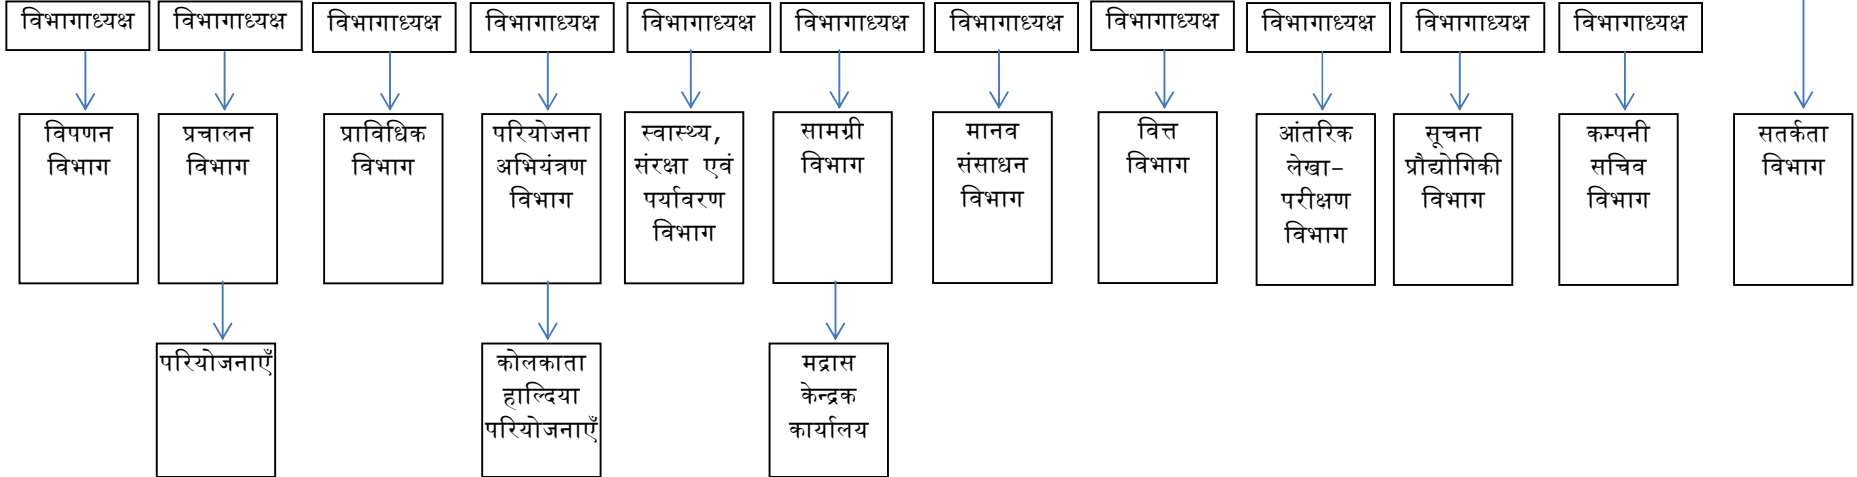 विभागाध्यक्ष
विभागाध्यक्ष
विभागाध्यक्ष
विभागाध्यक्ष
विभागाध्यक्ष
विभागाध्यक्ष
विभागाध्यक्ष
विभागाध्यक्ष
विभागाध्यक्ष
विभागाध्यक्ष
विभागाध्यक्ष
विपणन
विभाग
प्रचालन
विभाग
प्राविधिक
विभाग
परियोजना
अभियंत्रण
विभाग
स्वास्थ्य,
संरक्षा एवं
पर्यावरण
विभाग
सामग्री
विभाग
मानव
संसाधन
विभाग
वित्त
विभाग
आंतरिक
लेखा-
परीक्षण
विभाग
सूचना
प्रौद्योगिकी
विभाग
कम्पनी
सचिव
विभाग
सतर्कता
विभाग
परियोजनाएँ
कोलकाता
हाल्दिया
परियोजनाएँ
मद्रास
केन्द्रक
कार्यालय